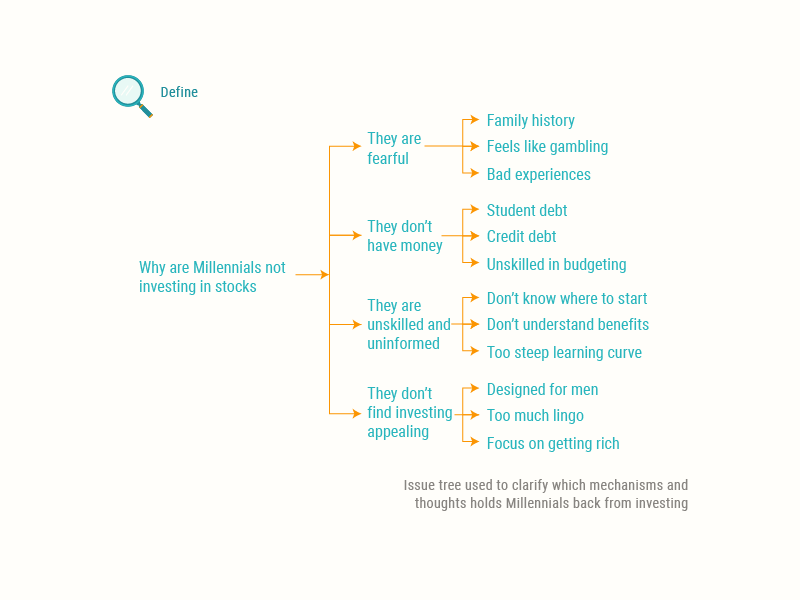 Define
Why are Millennials not
investing in stocks
They are
fearful
Family history
Feels like gambling
Bad experiences
They don’t
have money
Student debt
Credit debt
Unskilled in budgeting
They are
unskilled and
uninformed
Don’t know where to start
Don’t understand benefits
Too steep learning curve
They don’t
find investing
appealing
Designed for men
Too much lingo
Focus on getting rich
Issue tree used to clarify which mechanisms and
thoughts holds Millennials back from investing